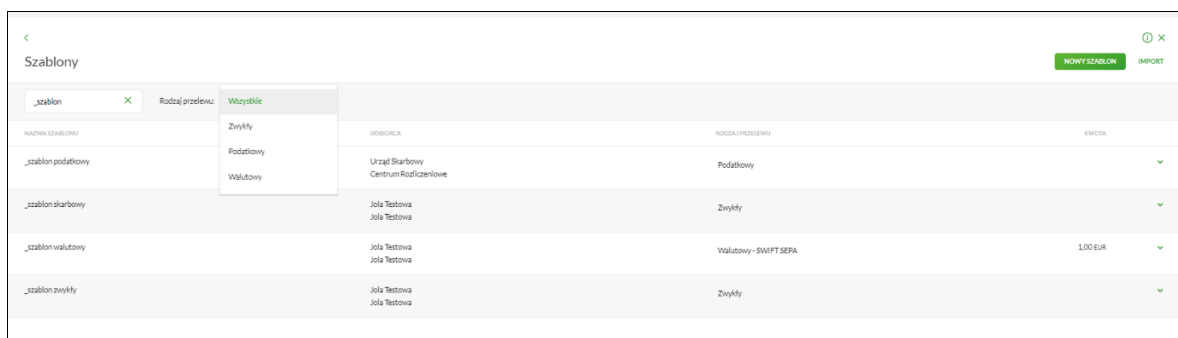 Szablony
NOWY SZABLON IMPORT
_szablon Rodzaj przelewu: Wszystkie
Zwykły
Podatkowy
Walutowy
NAZWA SZABLONU ODBIORCA RODZAJ PRZELEWU KWOTA
_szablon podatkowy Urząd Skarbowy Podatkowy
Centrum Rozliczeniowe
_szablon skarbowy Jola Testowa Zwykły
Jola Testowa
_szablon walutowy Jola Testowa Walutowy - SWIFT SEPA 1,00 EUR
Jola Testowa
_szablon zwykły Jola Testowa Zwykły
Jola Testowa